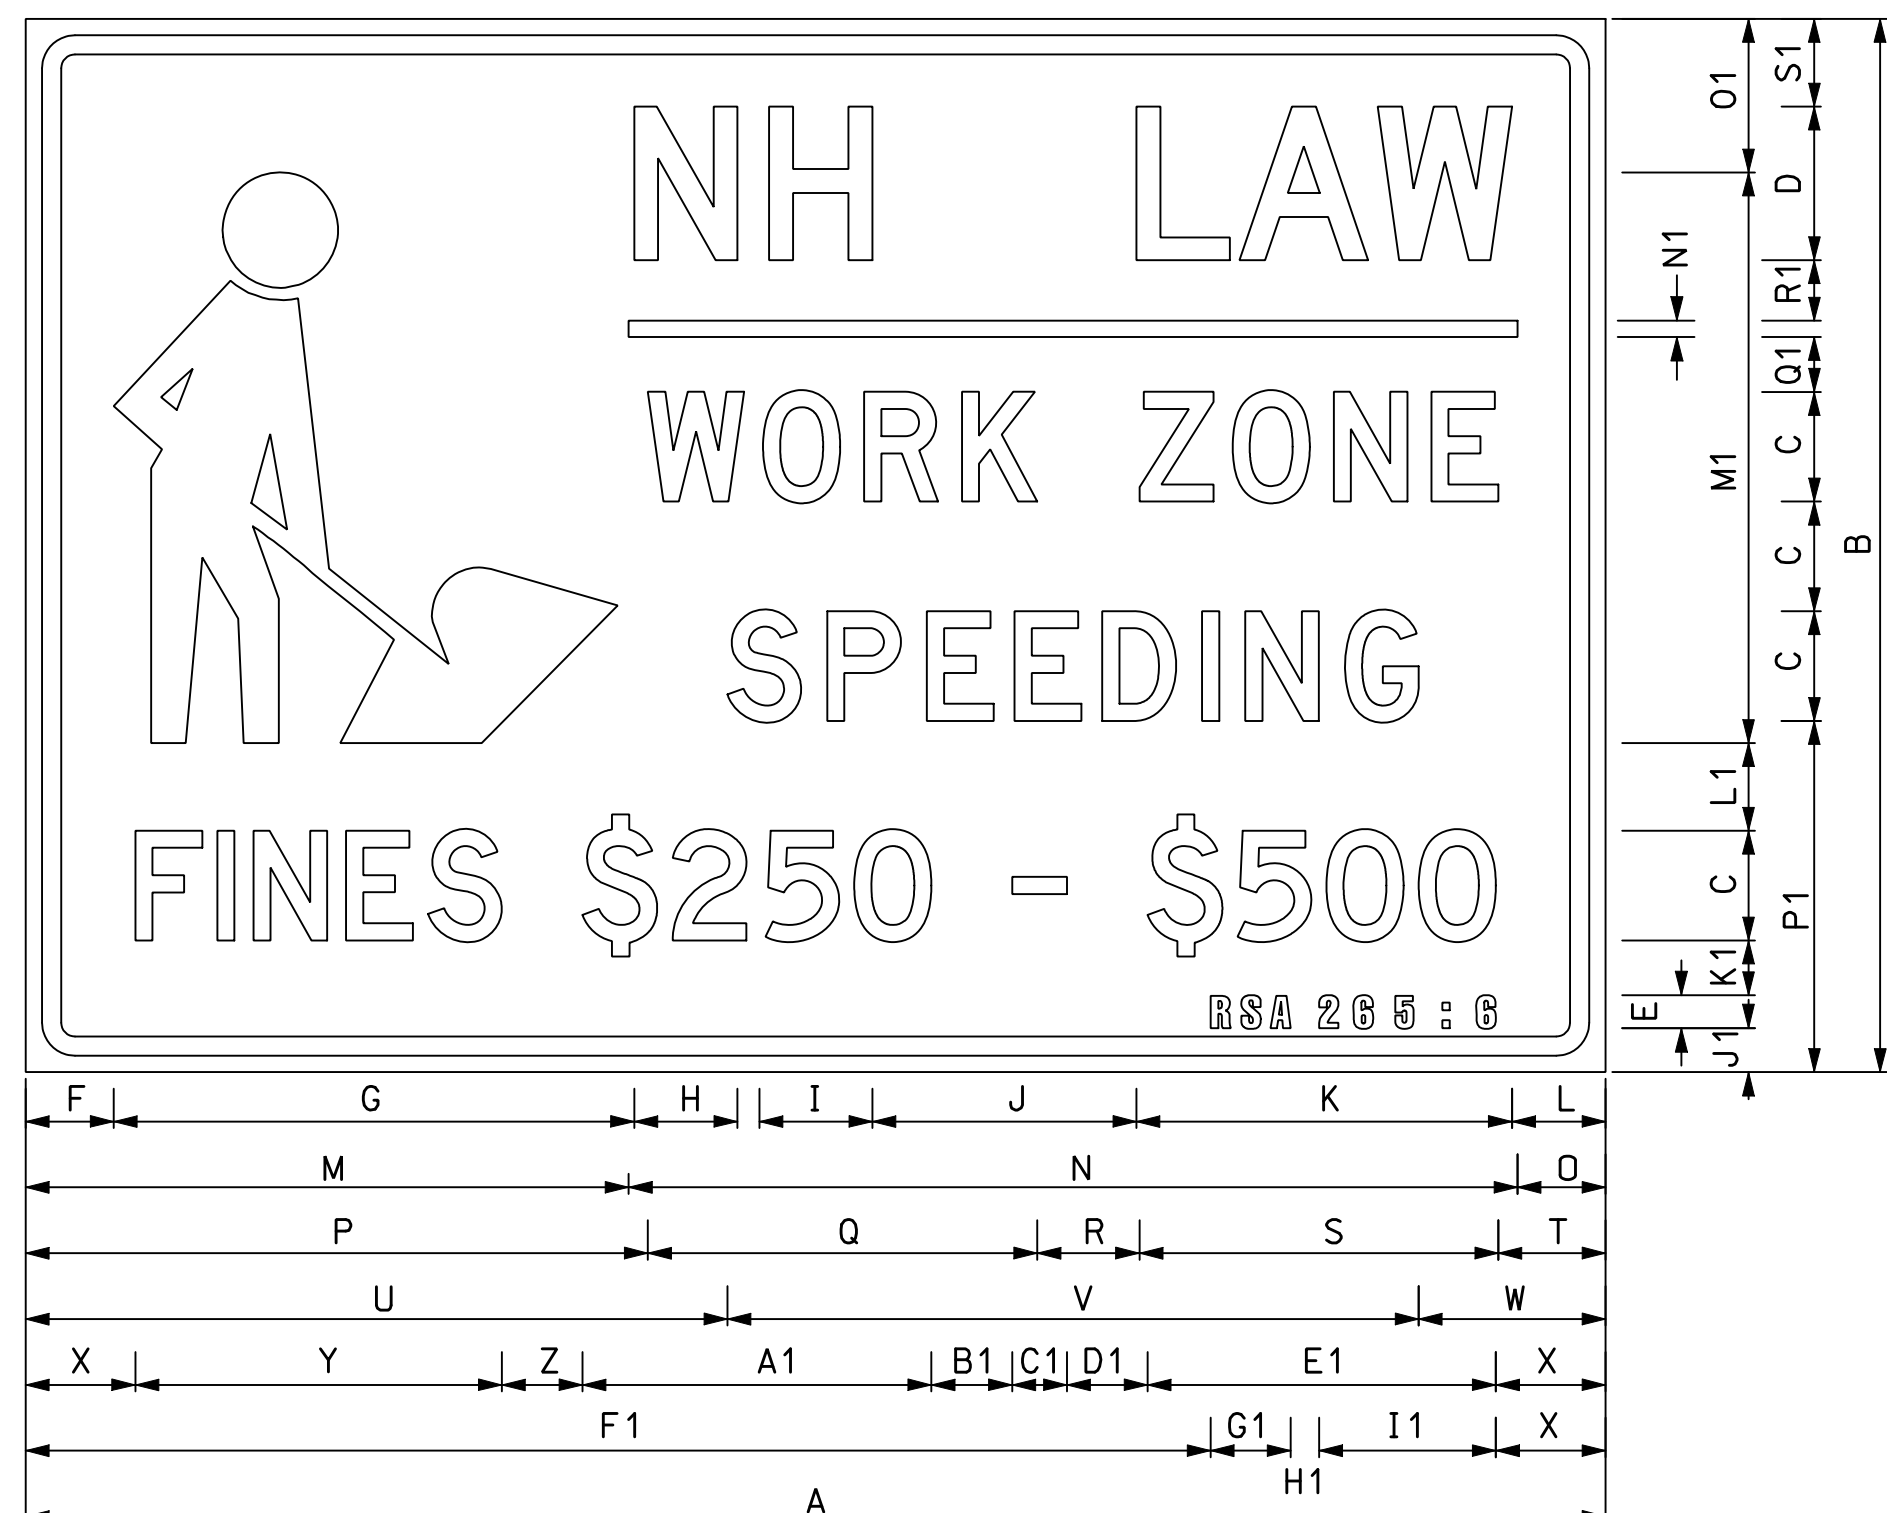 NH LAW
WORK ZONE
SPEEDING
FINES $250 - $500
RSA 265:6
O1 S1
D
N1 R1
Q1
M1 C
C B
C
L1
C P1
K1
E
J1
F G H I J K L
M N O
P Q R S T
U V W
X Y Z A1 B1 C1 D1 E1 X
F1 G1 I1 X
H1
A